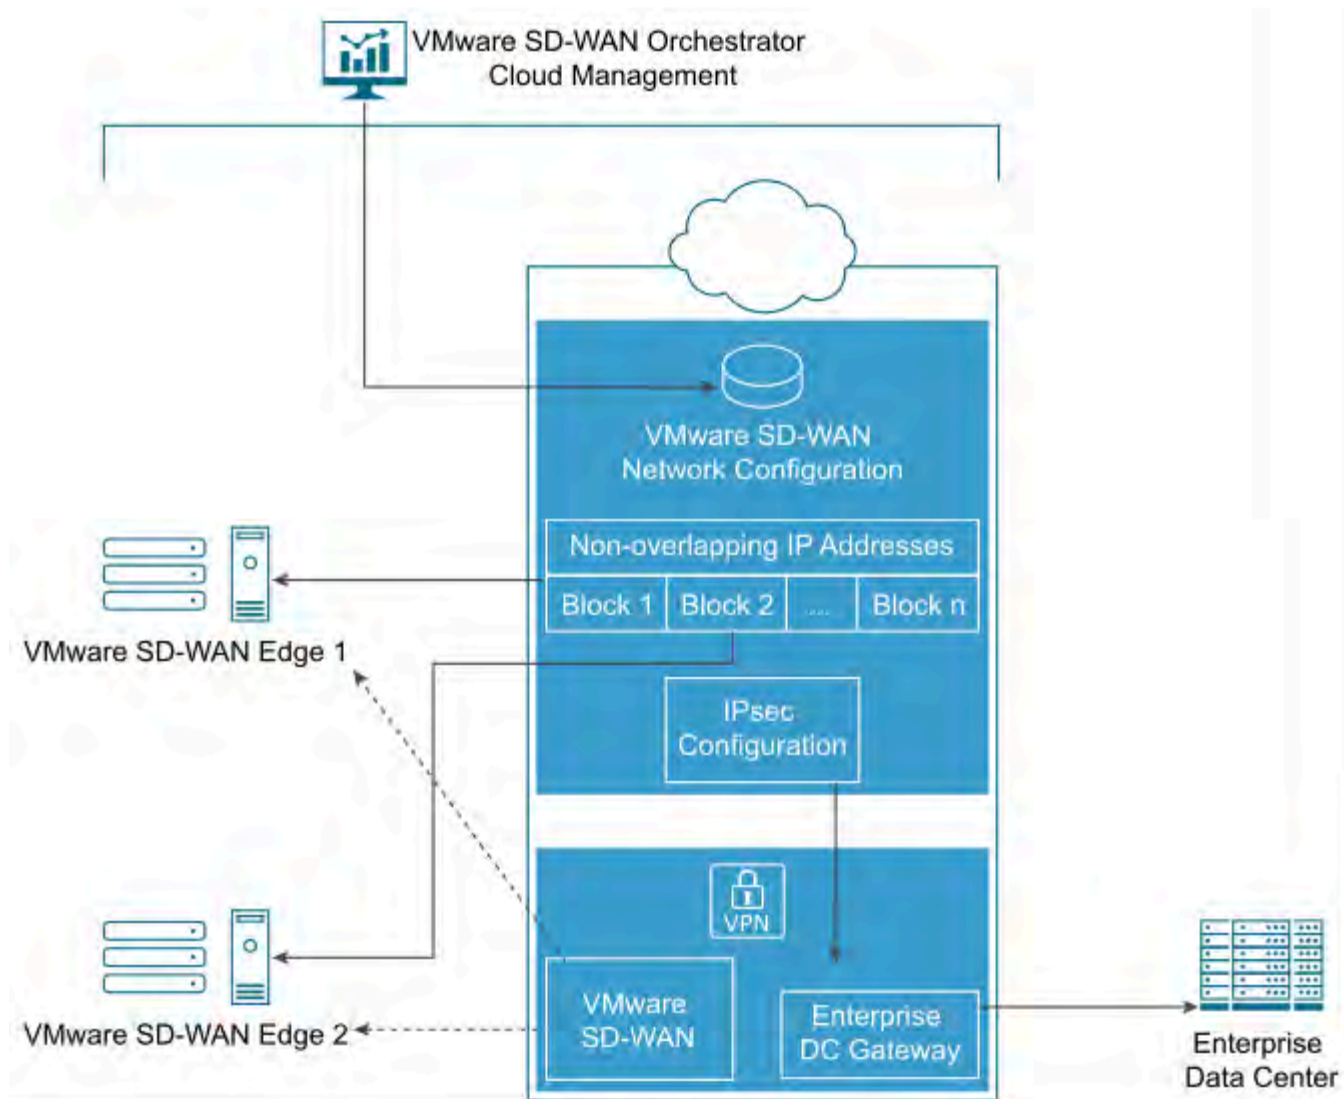 VMware SD-WAN Orchestrator
Cloud Management
VMware SD-WAN
Network Configuration
Non-overlapping IP Addresses
Block 1
Block 2
.....
Block n
VMware SD-WAN Edge 1
IPsec
Configuration
VPN
VMware
SD-WAN
Enterprise
DC Gateway
VMware SD-WAN Edge 2
Enterprise
Data Center